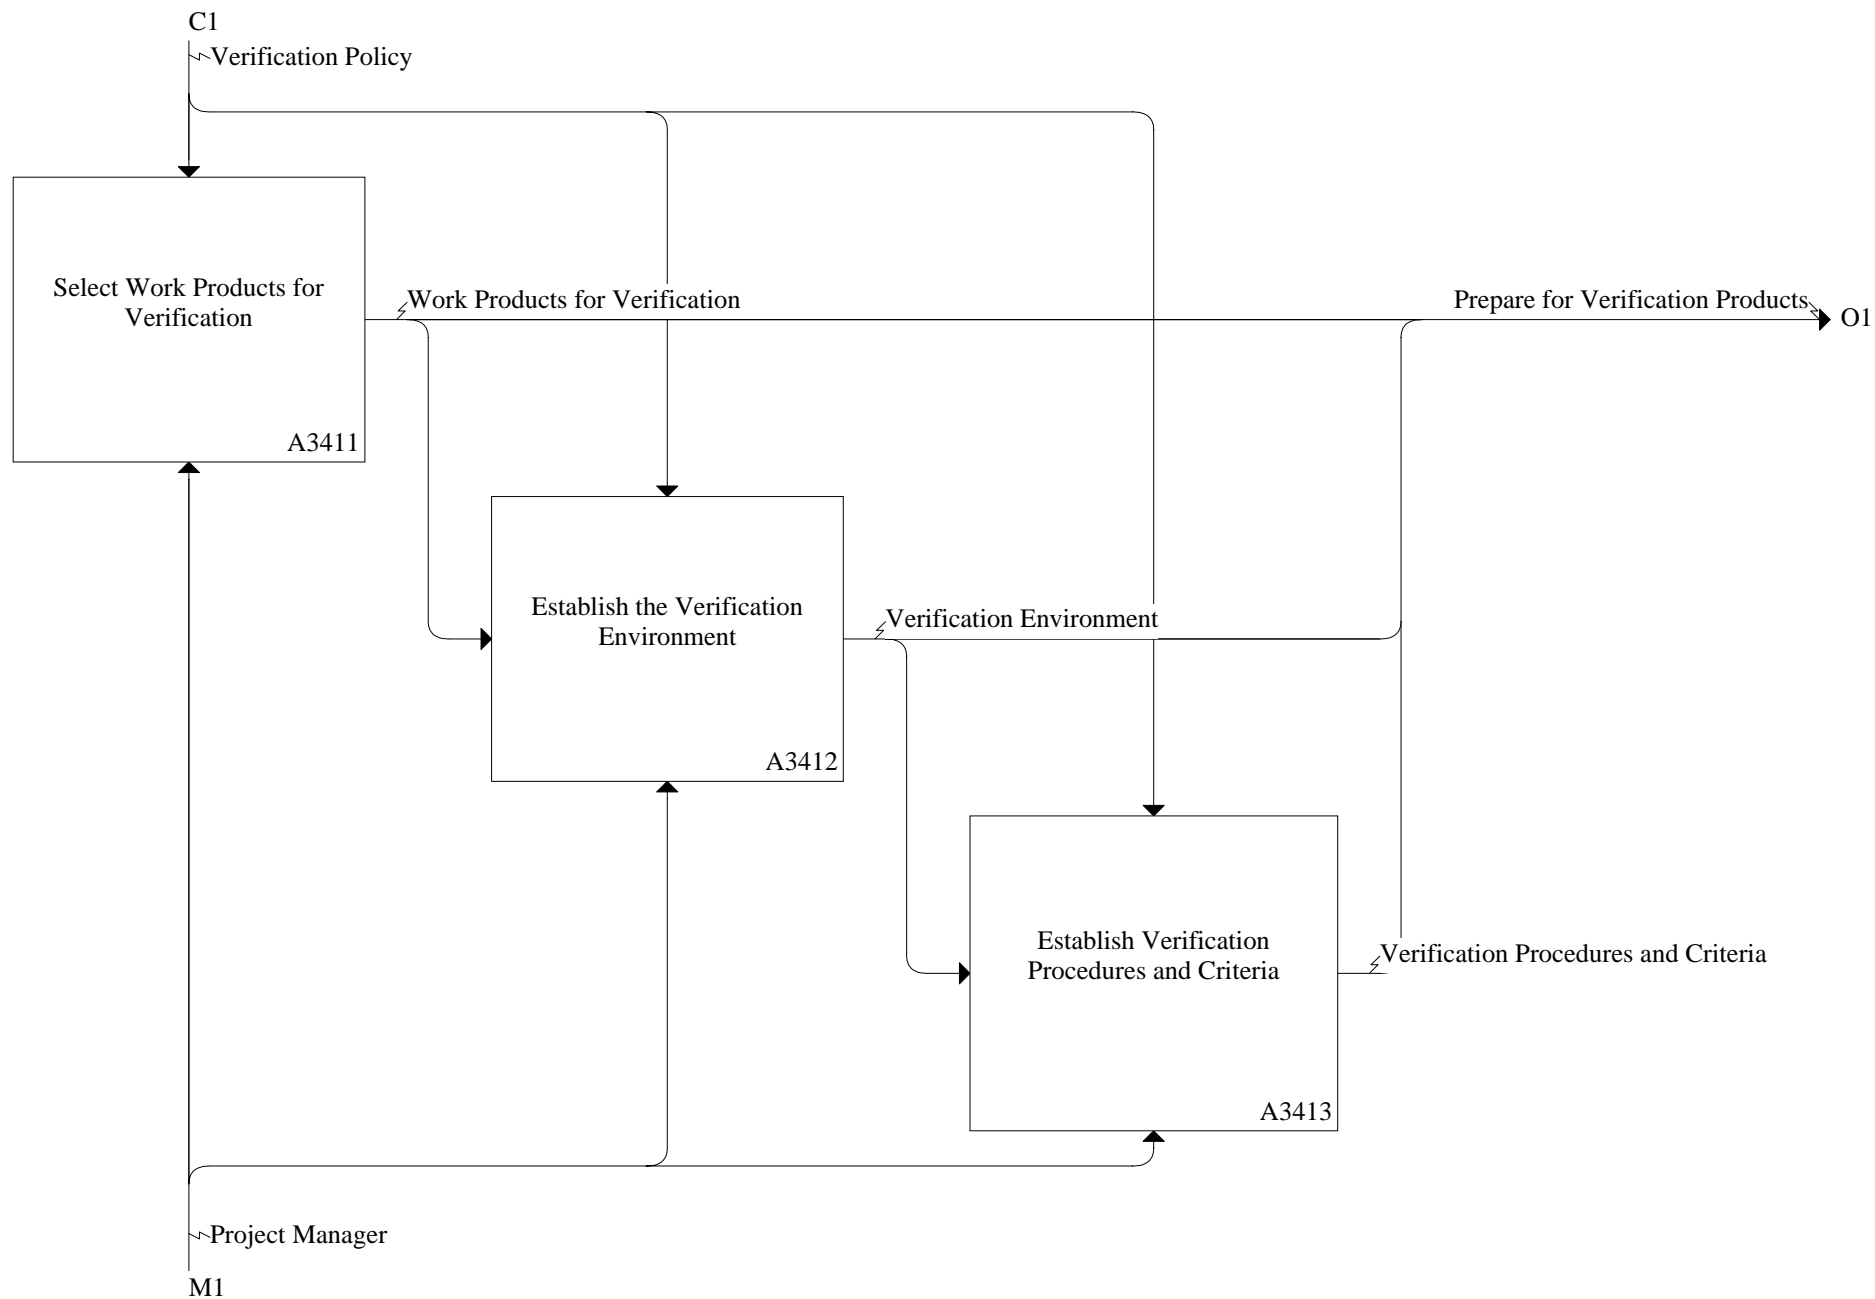 C1
Verification Policy
Select Work Products for
Verification
A3411
Work Products for Verification
Prepare for Verification Products
O1
Establish the Verification
Environment
A3412
Verification Environment
Establish Verification
Procedures and Criteria
A3413
Verification Procedures and Criteria
Project Manager
M1